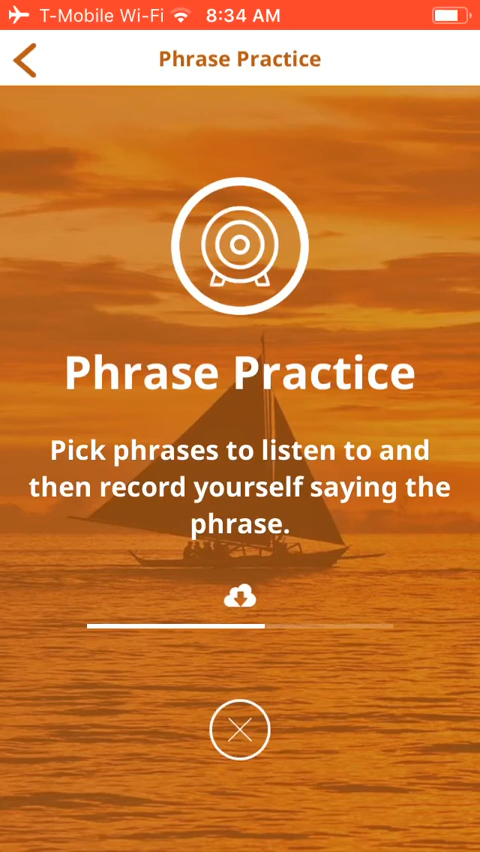 T-Mobile Wi-Fi 8:34 AM
Phrase Practice
Phrase Practice
Pick phrases to listen to and
then record yourself saying the
phrase.